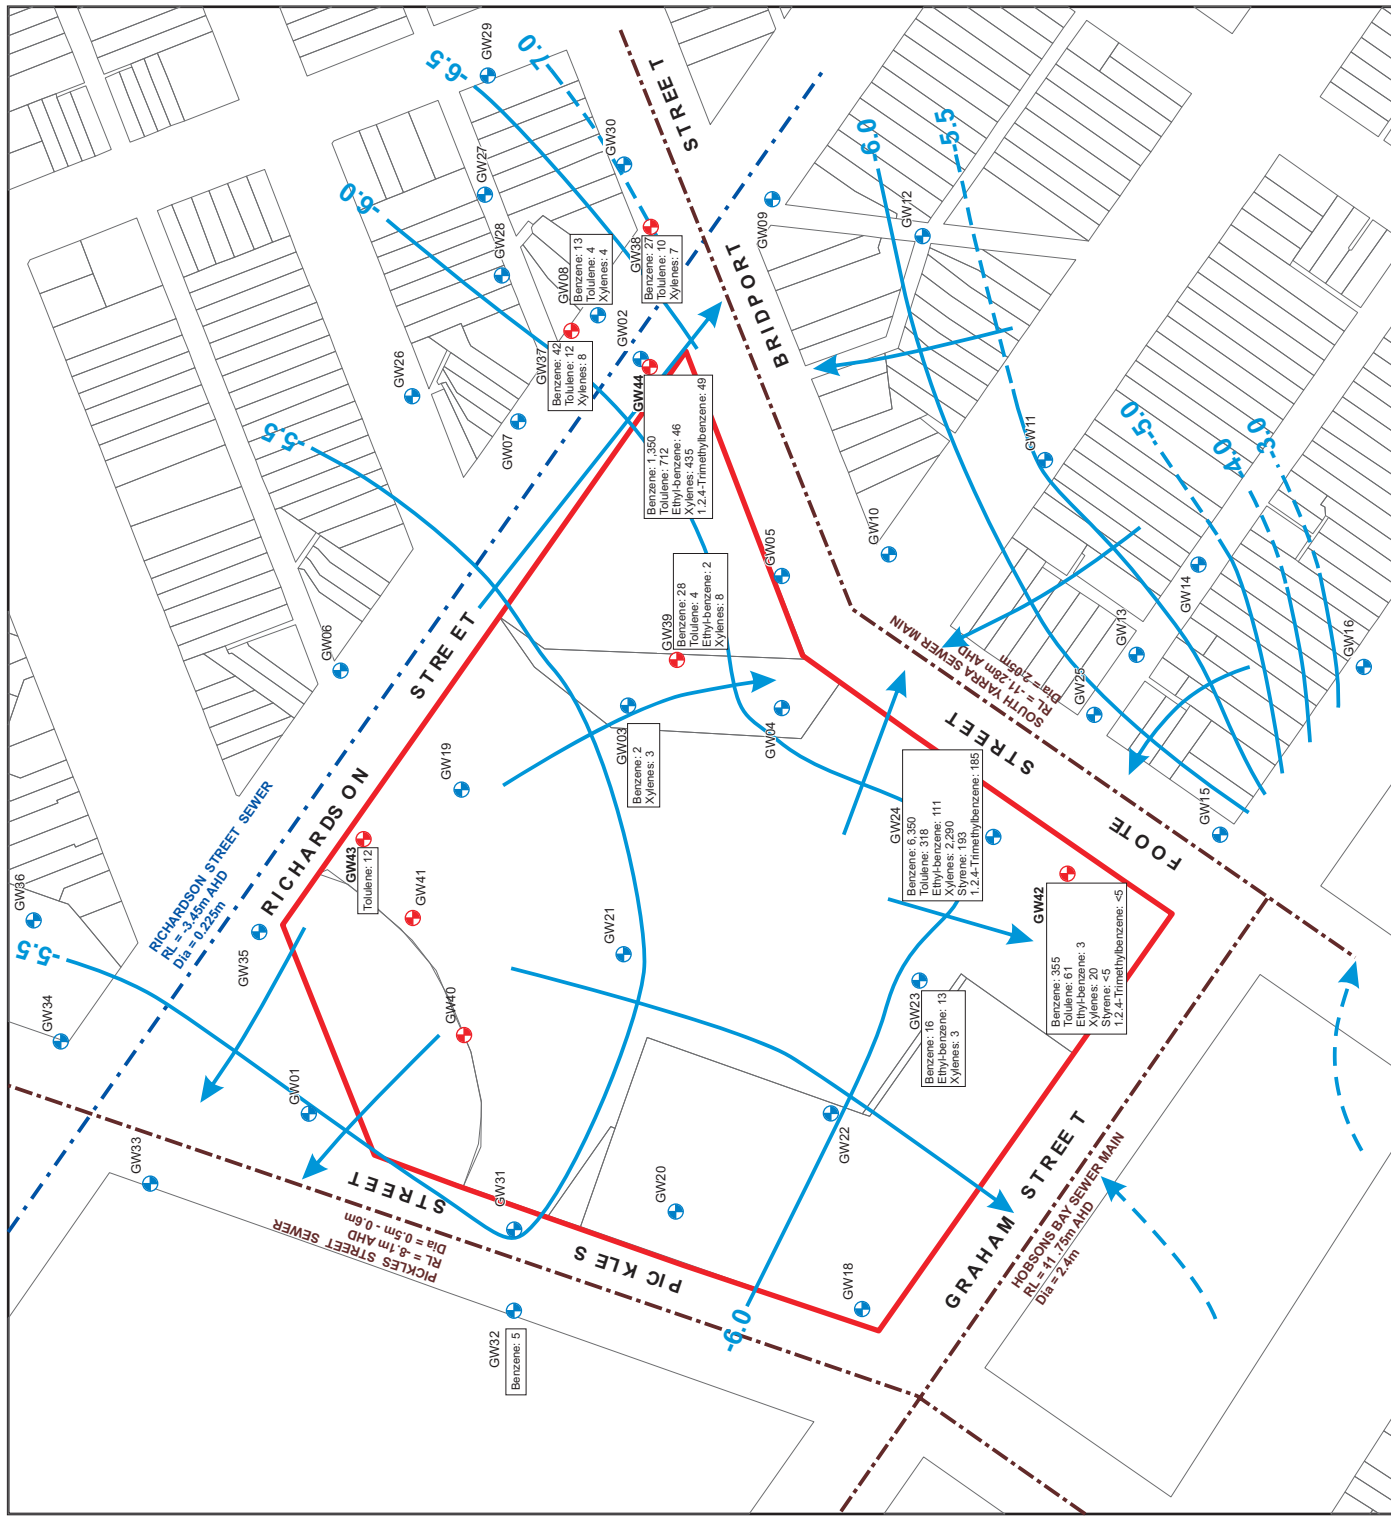 GW29
-6.5
-7.0
GW30
STREET
GW27
-6.0
GW28
GW38
Benzene: 27
Tolulene: 10
Xylenes: 7
GW08
Benzene: 13
Tolulene: 4
Xylenes: 4
GW02
GW37
Benzene: 42
Tolulene: 12
Xylenes: 8
GW26
GW07
GW44
Benzene: 1,350
Tolulene: 712
Ethyl-benzene: 46
Xylenes: 435
1.2.4-Trimethylbenzene: 49
BRIDPORT
GW09
-6.0
-5.5
GW12
GW11
GW10
-5.0
-4.0
-3.0
GW14
GW13
GW25
GW16
GW15
-5.5
GW06
STREET
GW05
GW39
Benzene: 28
Tolulene: 4
Ethyl-benzene: 2
Xylenes: 8
SOUTH YARRA SEWER MAIN
RL = -11.28m AHD
Dia = 2.05m
GW04
GW03
Benzene: 2
Xylenes: 3
GW19
STREET
FOOTE
RICHARDSON
RICHARDSON STREET SEWER
RL = -3.45m AHD
Dia = 0.225m
GW43
Tolulene: 12
GW41
GW35
GW36
-5.5
GW34
GW24
Benzene: 6,350
Tolulene: 318
Ethyl-benzene: 111
Xylenes: 2,290
Styrene: 193
1.2.4-Trimethylbenzene: 185
GW42
Benzene: 355
Tolulene: 61
Ethyl-benzene: 3
Xylenes: 20
Styrene: <5
1.2.4-Trimethylbenzene: <5
GW21
GW23
Benzene: 16
Ethyl-benzene: 13
Xylenes: 3
GW40
GW01
GW33
GW22
GW20
GW31
STREET
PICKLES
PICKLES STREET SEWER
RL = -8.1m AHD
Dia = 0.5m - 0.6m
GW18
-6.0
GW32
Benzene: 5
GRAHAM STREET
HOBSONS BAY SEWER MAIN
RL = 11.75m AHD
Dia = 2.4m